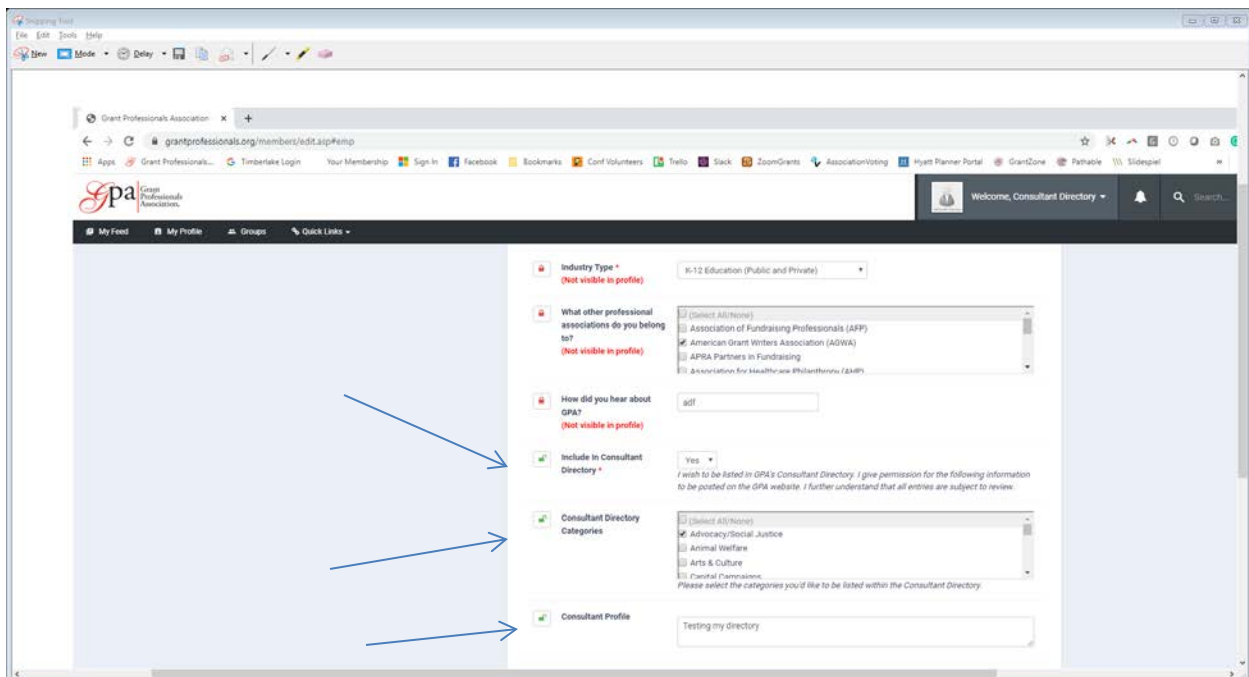 Snipping Tool
File Edit Tools Help
New Mode Delay
Grant Professionals Association
grantprofessionals.org/members/edit.asp#emp
Apps Grant Professionals... Timberlake Login Your Membership Sign In Facebook Bookmarks Conf Volunteers Trello Slack ZoomGrants AssociationVoting Hyatt Planner Portal GrantZone Pathable Slidespiel »
gpa Grant
Professionals
Association.
Welcome, Consultant Directory
Search...
My Feed My Profile Groups Quick Links
Industry Type *
(Not visible in profile)
K-12 Education (Public and Private)
What other professional
associations do you belong
to?
(Not visible in profile)
(Select All/None)
Association of Fundraising Professionals (AFP)
American Grant Writers Association (AGWA)
APRA Partners in Fundraising
Association for Healthcare Philanthropy (AHP)
How did you hear about
GPA?
(Not visible in profile)
adf
Include in Consultant
Directory *
Yes
I wish to be listed in GPA's Consultant Directory. I give permission for the following information
to be posted on the GPA website. I further understand that all entries are subject to review.
Consultant Directory
Categories
(Select All/None)
Advocacy/Social Justice
Animal Welfare
Arts & Culture
Capital Campaigns
Please select the categories you'd like to be listed within the Consultant Directory.
Consultant Profile
Testing my directory